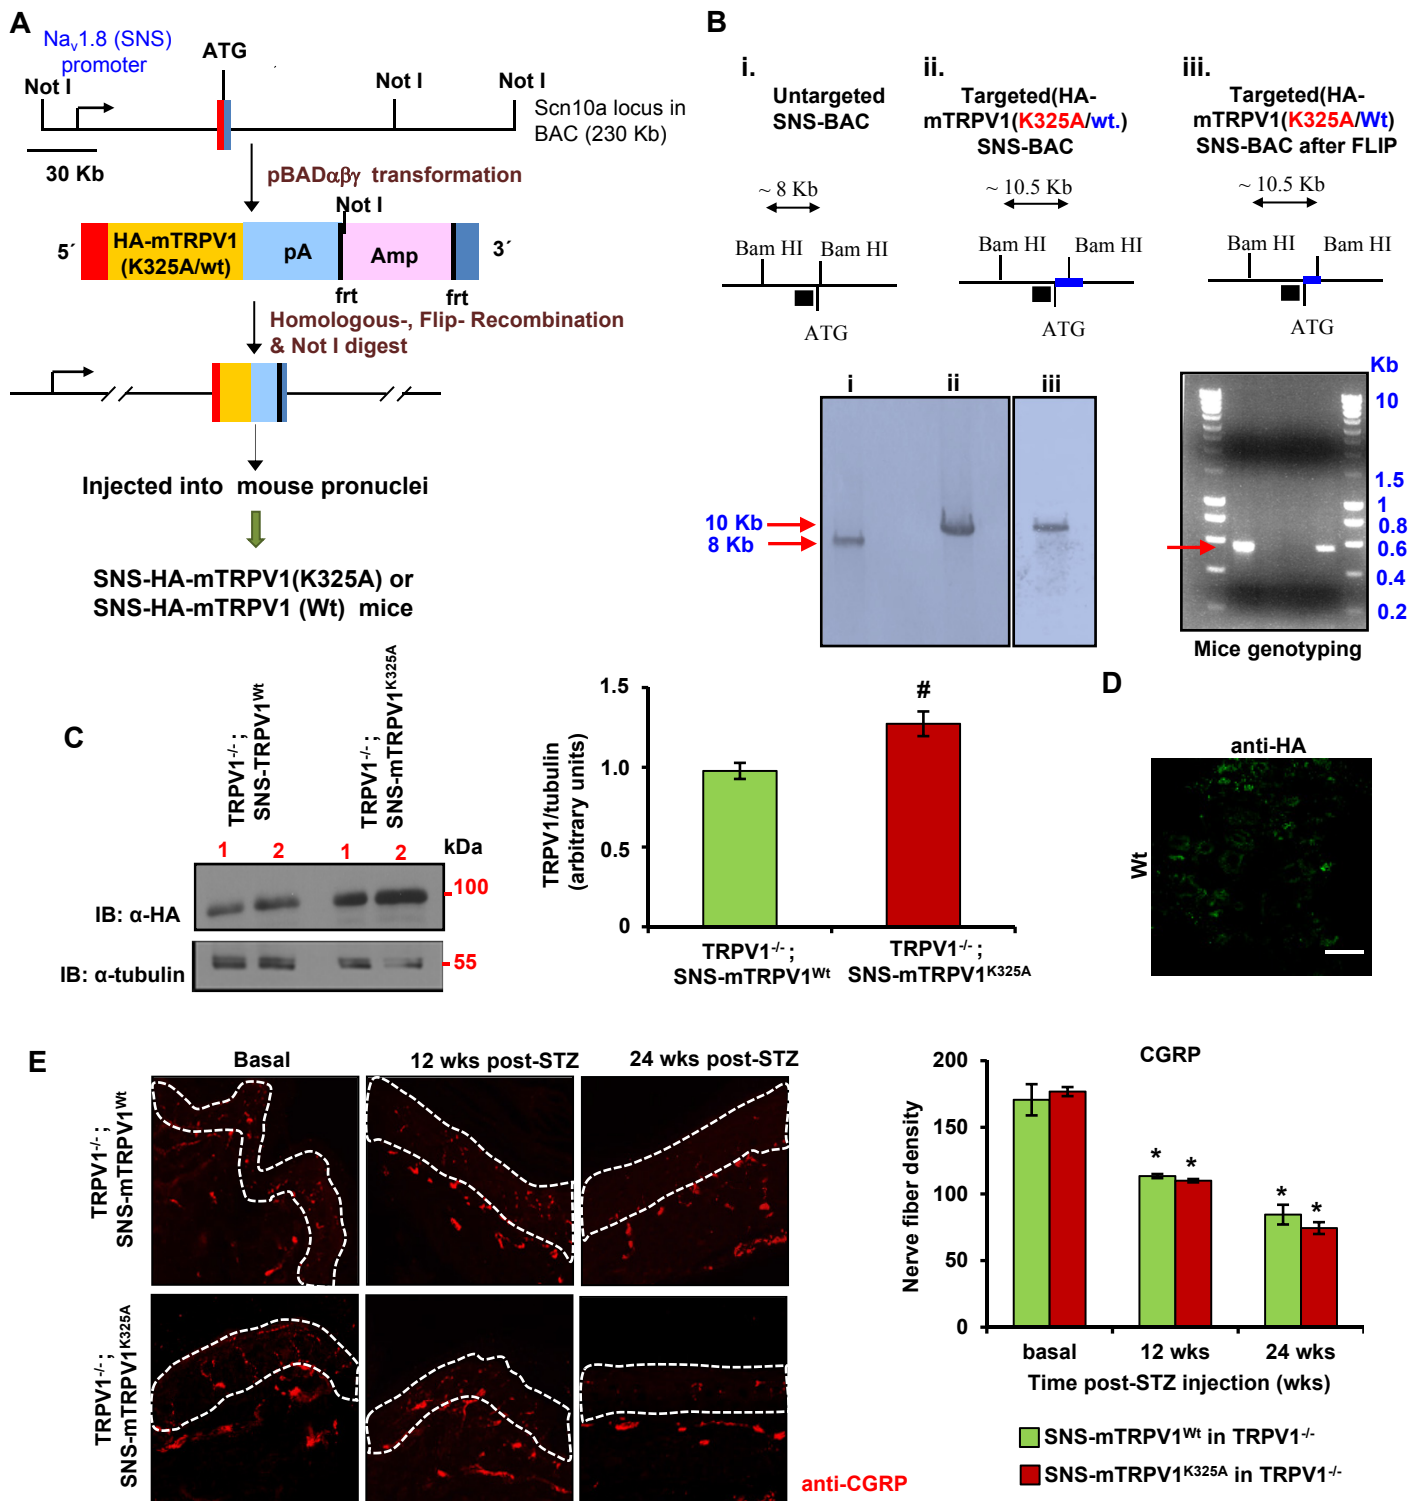 A
Nav1.8 (SNS)
promoter
ATG
Not I
Not I
Not I
Scn10a locus in
BAC (230 Kb)
30 Kb
pBADαβγ transformation
Not I
5´
HA-mTRPV1
(K325A/wt)
pA
Amp
3´
frt
frt
Homologous-, Flip- Recombination
& Not I digest
Injected into mouse pronuclei
SNS-HA-mTRPV1(K325A) or
SNS-HA-mTRPV1 (Wt) mice
B
i.
Untargeted
SNS-BAC
~ 8 Kb
Bam HI
Bam HI
ATG
ii.
Targeted(HA-
mTRPV1(K325A/wt.)
SNS-BAC
~ 10.5 Kb
Bam HI
Bam HI
ATG
iii.
Targeted(HA-
mTRPV1(K325A/Wt)
SNS-BAC after FLIP
~ 10.5 Kb
Bam HI
Bam HI
ATG
i
ii
iii
10 Kb
8 Kb
Kb
10
1.5
1
0.8
0.6
0.4
0.2
Mice genotyping
C
TRPV1-/-;
SNS-TRPV1Wt
TRPV1-/-;
SNS-mTRPV1K325A
1
2
1
2
kDa
100
IB: α-HA
55
IB: α-tubulin
TRPV1/tubulin
(arbitrary units)
1.5
1.0
0.5
0
#
TRPV1-/-;
SNS-mTRPV1Wt
TRPV1-/-;
SNS-mTRPV1K325A
D
anti-HA
Wt
E
Basal
12 wks post-STZ
24 wks post-STZ
TRPV1-/-;
SNS-mTRPV1Wt
TRPV1-/-;
SNS-mTRPV1K325A
anti-CGRP
CGRP
Nerve fiber density
200
150
100
50
0
* *
* *
basal
12 wks
24 wks
Time post-STZ injection (wks)
SNS-mTRPV1Wt in TRPV1-/-
SNS-mTRPV1K325A in TRPV1-/-